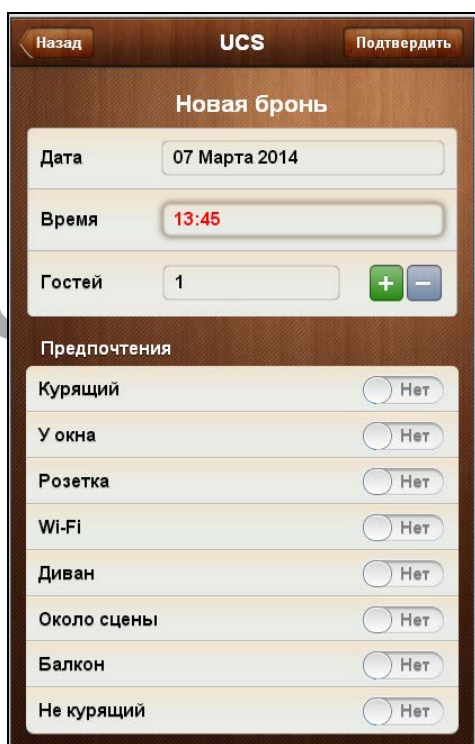 Назад UCS Подтвердить
Новая бронь
Дата 07 Марта 2014
Время 13:45
Гостей 1 + −
Предпочтения
Курящий Нет
У окна Нет
Розетка Нет
Wi-Fi Нет
Диван Нет
Около сцены Нет
Балкон Нет
Не курящий Нет